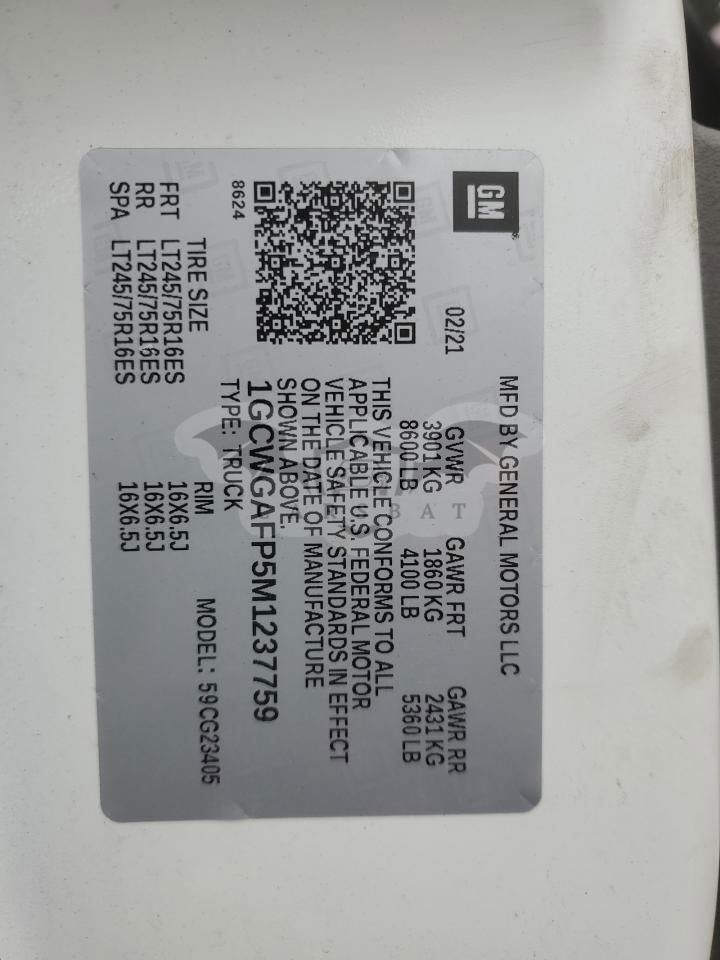 GM
MFD BY GENERAL MOTORS LLC
02/21
GVWR GAWR FRT GAWR RR
3901 KG 1860 KG 2431 KG
8600 LB 4100 LB 5360 LB
THIS VEHICLE CONFORMS TO ALL
APPLICABLE U.S. FEDERAL MOTOR
VEHICLE SAFETY STANDARDS IN EFFECT
ON THE DATE OF MANUFACTURE
SHOWN ABOVE.
1GCWGAFP5M1237759
8624
TYPE: TRUCK
MODEL: 59CG23405
TIRE SIZE RIM
FRT LT245/75R16ES 16X6.5J
RR LT245/75R16ES 16X6.5J
SPA LT245/75R16ES 16X6.5J